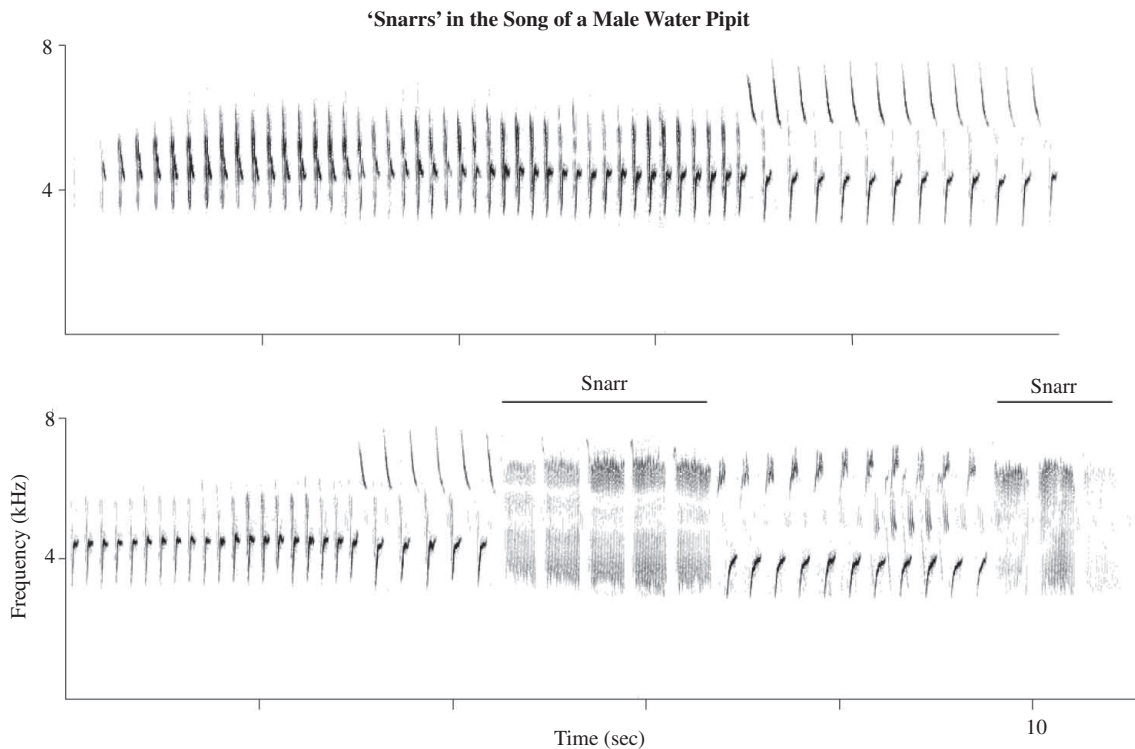 ‘Snarrs’ in the Song of a Male Water Pipit
8
4
Snarr
Snarr
8
4
Frequency (kHz)
10
Time (sec)